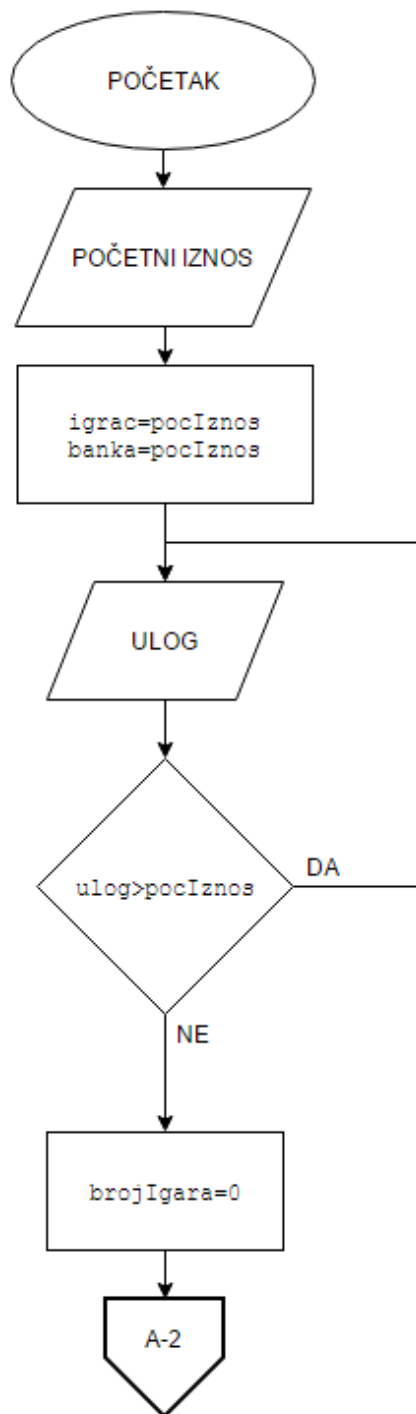 POČETAK
POČETNI IZNOS
igrac=pocIznos
banka=pocIznos
ULOG
ulog>pocIznos
DA
NE
brojIgara=0
A-2